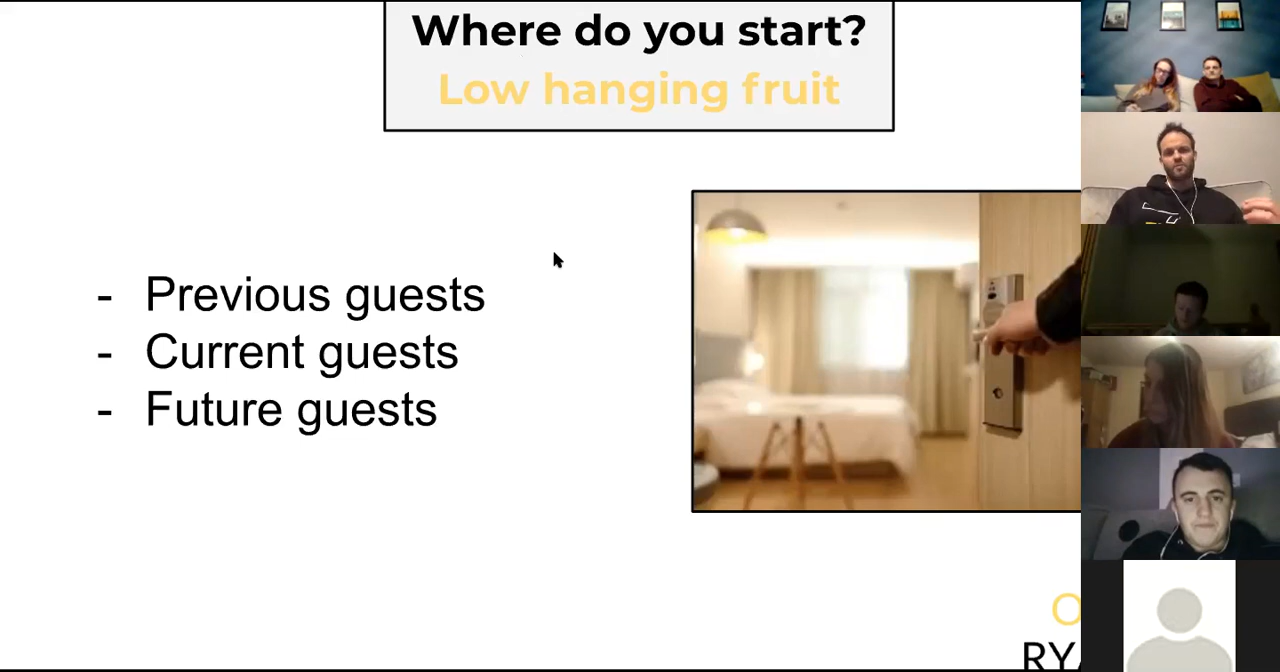 Where do you start?
Low hanging fruit
- Previous guests
- Current guests
- Future guests